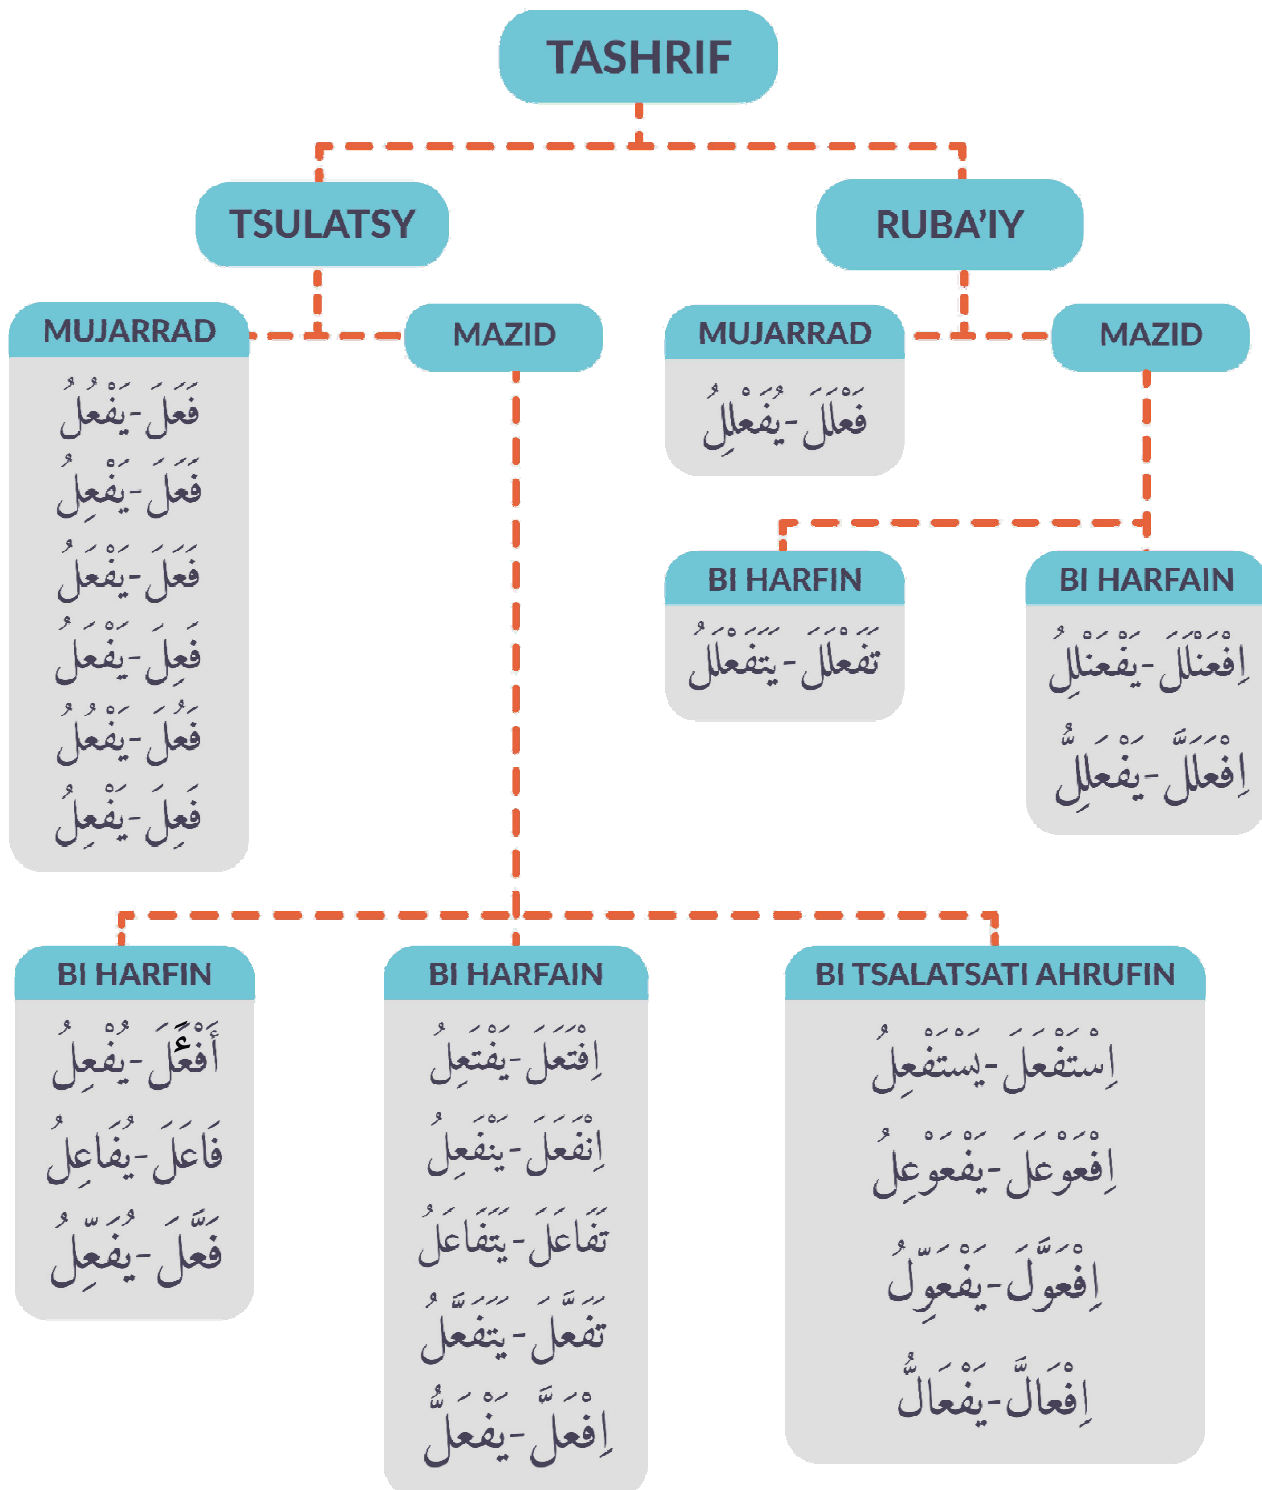 TASHRIF
TSULATSY
RUBA'IY
MUJARRAD
فَعَلَ-يَفْعُلُ
فَعَلَ-يَفْعِلُ
فَعَلَ-يَفْعَلُ
فَعِلَ-يَفْعَلُ
فَعُلَ-يَفْعُلُ
فَعِلَ-يَفْعِلُ
MAZID
MUJARRAD
فَعْلَلَ-يُفَعْلِلُ
MAZID
BI HARFIN
تَفَعْلَلَ-يَتَفَعْلَلُ
BI HARFAIN
اِفْعَنْلَلَ-يَفْعَنْلِلُ
اِفْعَلَلَّ-يَفْعَلِلُّ
BI HARFIN
أَفْعَلَ-يُفْعِلُ
فَاعَلَ-يُفَاعِلُ
فَعَّلَ-يُفَعِّلُ
BI HARFAIN
اِفْتَعَلَ-يَفْتَعِلُ
اِنْفَعَلَ-يَنْفَعِلُ
تَفَاعَلَ-يَتَفَاعَلُ
تَفَعَّلَ-يَتَفَعَّلُ
اِفْعَلَّ-يَفْعَلُّ
BI TSALATSATI AHRUFIN
اِسْتَفْعَلَ-يَسْتَفْعِلُ
اِفْعَوْعَلَ-يَفْعَوْعِلُ
اِفْعَوَّلَ-يَفْعَوِّلُ
اِفْعَالَّ-يَفْعَالُّ